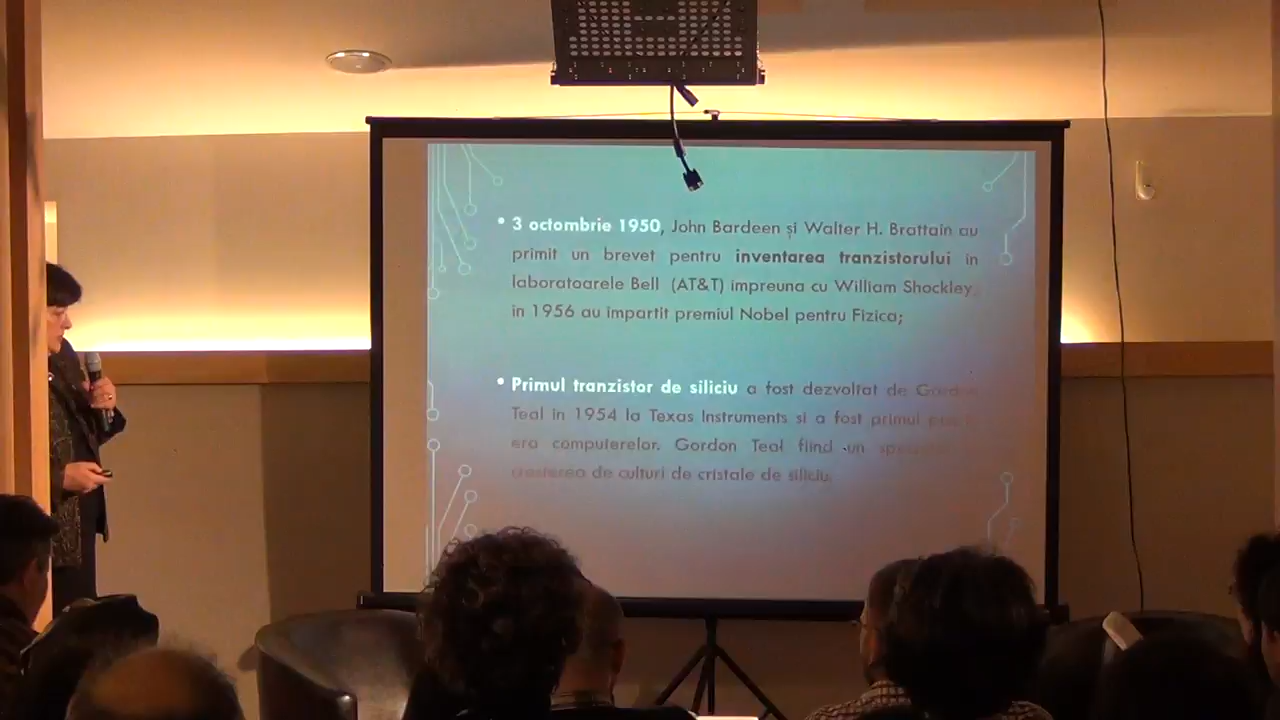 • 3 octombrie 1950, John Bardeen și Walter H. Brattain au
primit un brevet pentru inventarea tranzistorului in
laboratoarele Bell (AT&T) impreuna cu William Shockley,
in 1956 au impartit premiul Nobel pentru Fizica;
• Primul tranzistor de siliciu a fost dezvoltat de Gordon
Teal in 1954 la Texas Instruments si a fost primul
era computerelor. Gordon Teal fiind un
cresterea de culturi de cristale de siliciu.